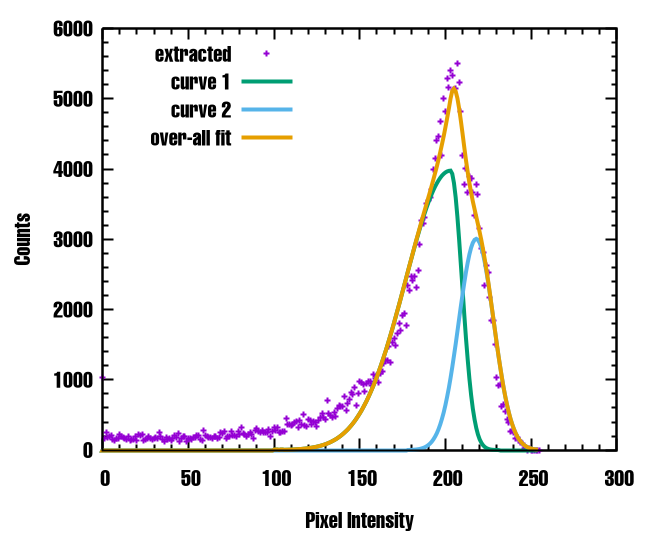 6000
5000
4000
3000
2000
1000
0
extracted
curve 1
curve 2
over-all fit
Counts
0 50 100 150 200 250 300
Pixel Intensity